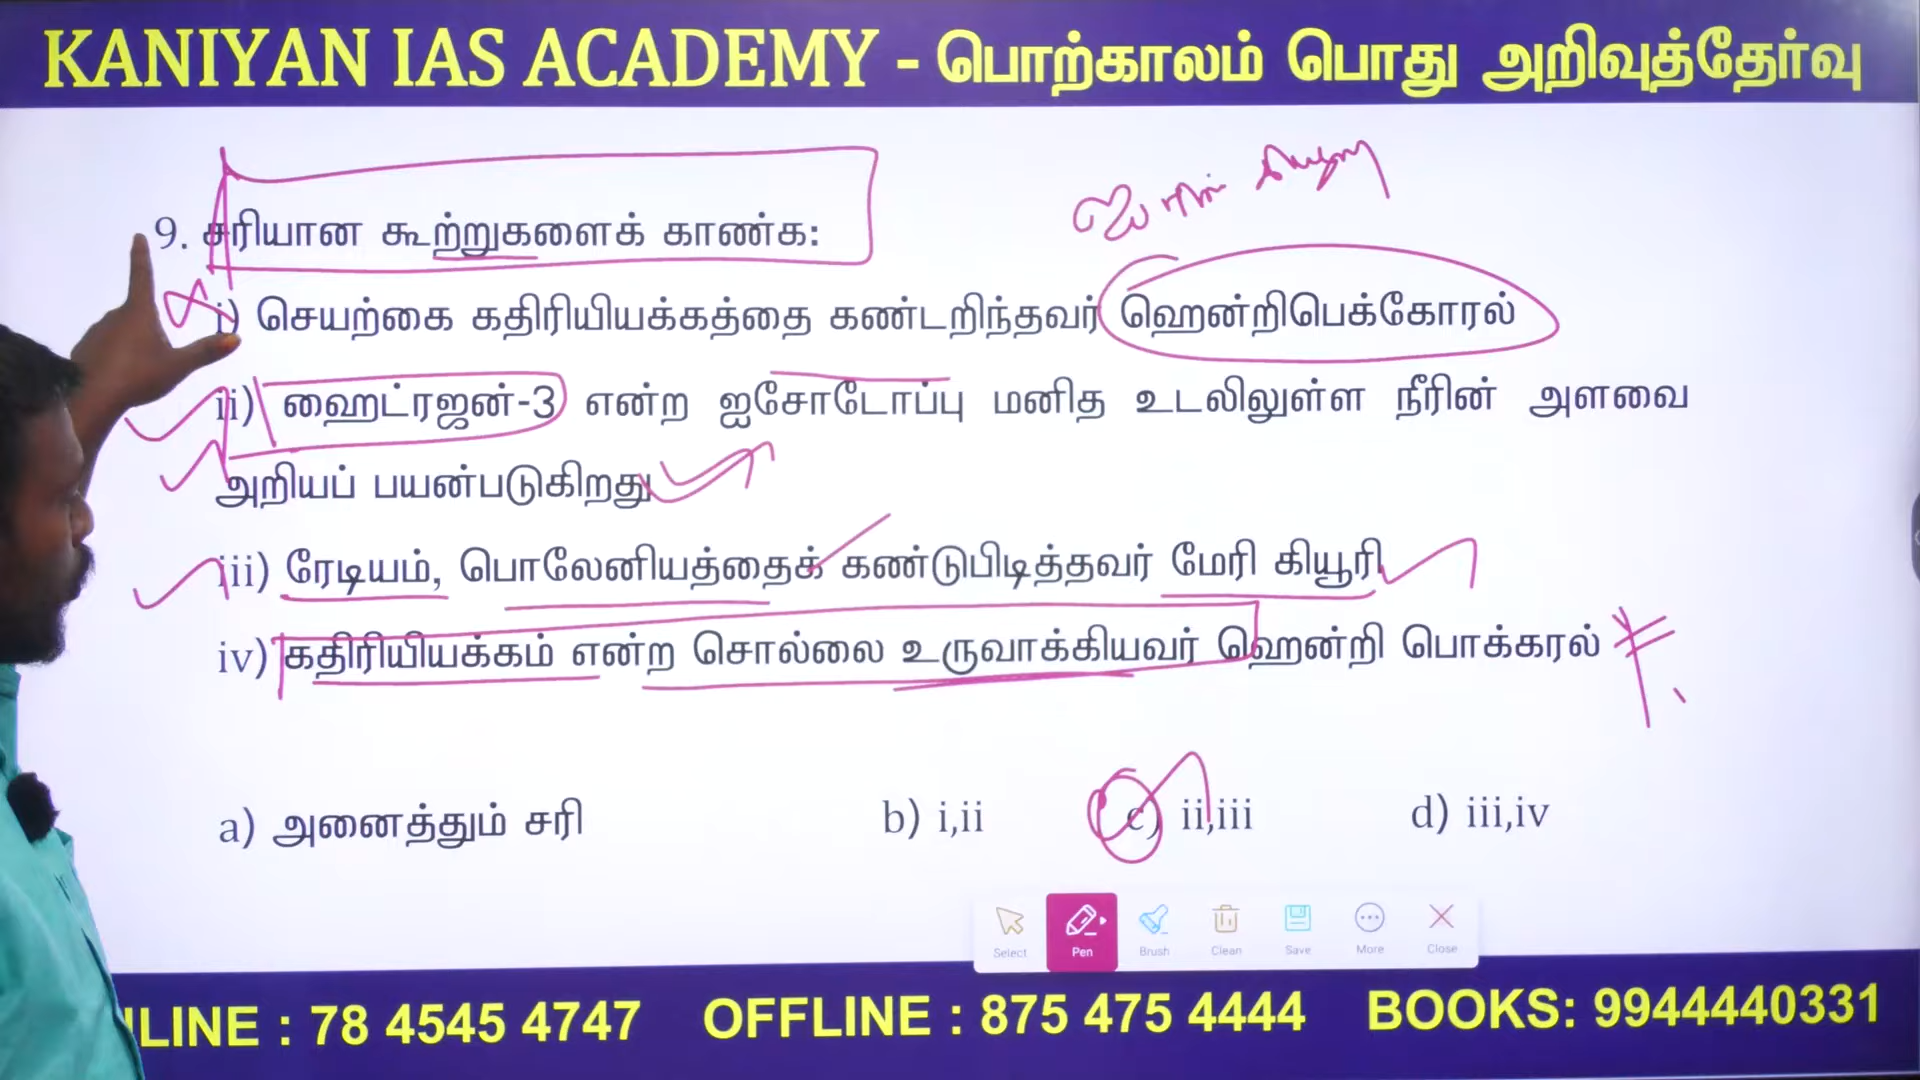 KANIYAN IAS ACADEMY - பொற்காலம் பொது அறிவுத்தேர்வு
9. சரியான கூற்றுகளைக் காண்க:
i) செயற்கை கதிரியியக்கத்தை கண்டறிந்தவர் ஹென்றிபெக்கோரல்
ii) ஹைட்ரஜன்-3 என்ற ஐசோடோப்பு மனித உடலிலுள்ள நீரின் அளவை
அறியப் பயன்படுகிறது
iii) ரேடியம், பொலேனியத்தைக் கண்டுபிடித்தவர் மேரி கியூரி
iv) கதிரியியக்கம் என்ற சொல்லை உருவாக்கியவர் ஹென்றி பொக்கரல்
a) அனைத்தும் சரி b) i,ii c) ii,iii d) iii,iv
Select Pen Brush Clean Save More Close
LINE : 78 4545 4747 OFFLINE : 875 475 4444 BOOKS: 9944440331